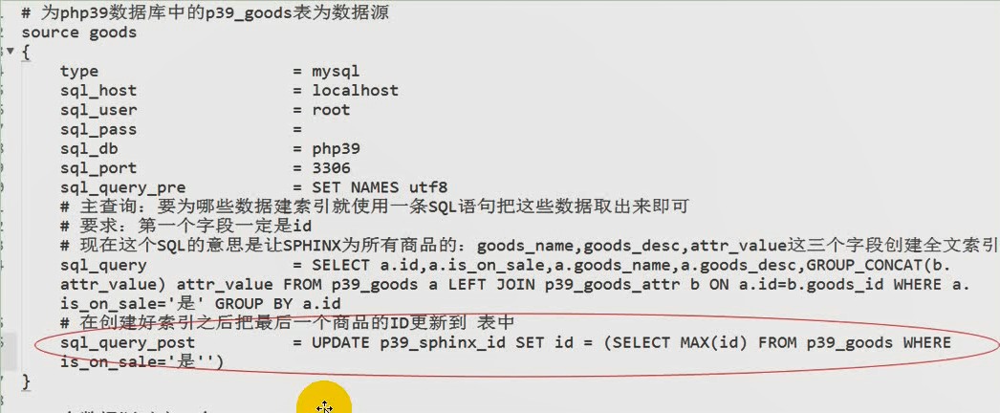 # 为php39数据库中的p39_goods表为数据源
source goods
{
type = mysql
sql_host = localhost
sql_user = root
sql_pass =
sql_db = php39
sql_port = 3306
sql_query_pre = SET NAMES utf8
# 主查询：要为哪些数据建索引就使用一条SQL语句把这些数据取出来即可
# 要求：第一个字段一定是id
# 现在这个SQL的意思是让SPHINX为所有商品的：goods_name,goods_desc,attr_value这三个字段创建全文索引
sql_query = SELECT a.id,a.is_on_sale,a.goods_name,a.goods_desc,GROUP_CONCAT(b.
attr_value) attr_value FROM p39_goods a LEFT JOIN p39_goods_attr b ON a.id=b.goods_id WHERE a.
is_on_sale='是' GROUP BY a.id
# 在创建好索引之后把最后一个商品的ID更新到 表中
sql_query_post = UPDATE p39_sphinx_id SET id = (SELECT MAX(id) FROM p39_goods WHERE
is_on_sale='是'')
}